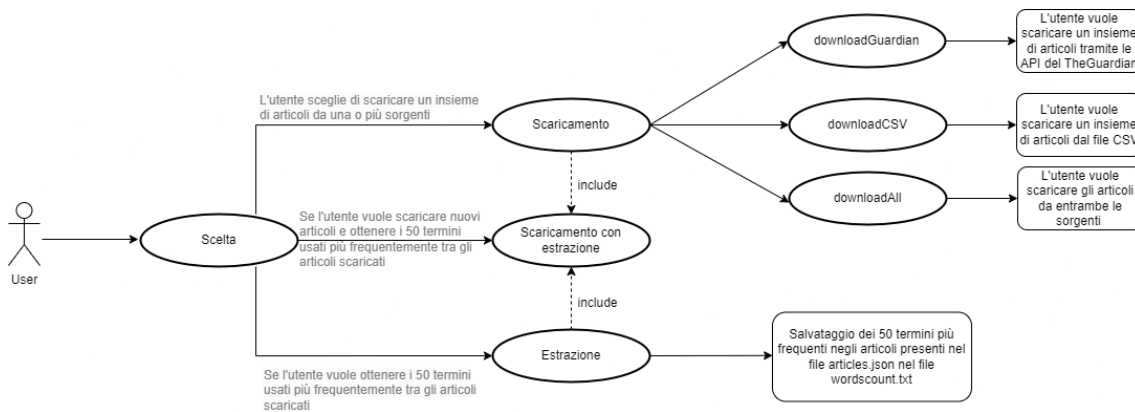 downloadGuardian
L'utente vuole
scaricare un insieme
di articoli tramite le
API del TheGuardian
L'utente sceglie di scaricare un insieme
di articoli da una o più sorgenti
Scaricamento
downloadCSV
L'utente vuole
scaricare un insieme
di articoli dal file CSV
include
downloadAll
L'utente vuole
scaricare gli articoli
da entrambe le
sorgenti
User
Scelta
Se l'utente vuole scaricare nuovi
articoli e ottenere i 50 termini
usati più frequentemente tra gli
articoli scaricati
Scaricamento con
estrazione
include
Se l'utente vuole ottenere i 50 termini
usati più frequentemente tra gli articoli
scaricati
Estrazione
Salvataggio dei 50 termini più
frequenti negli articoli presenti nel
file articles.json nel file
wordscount.txt